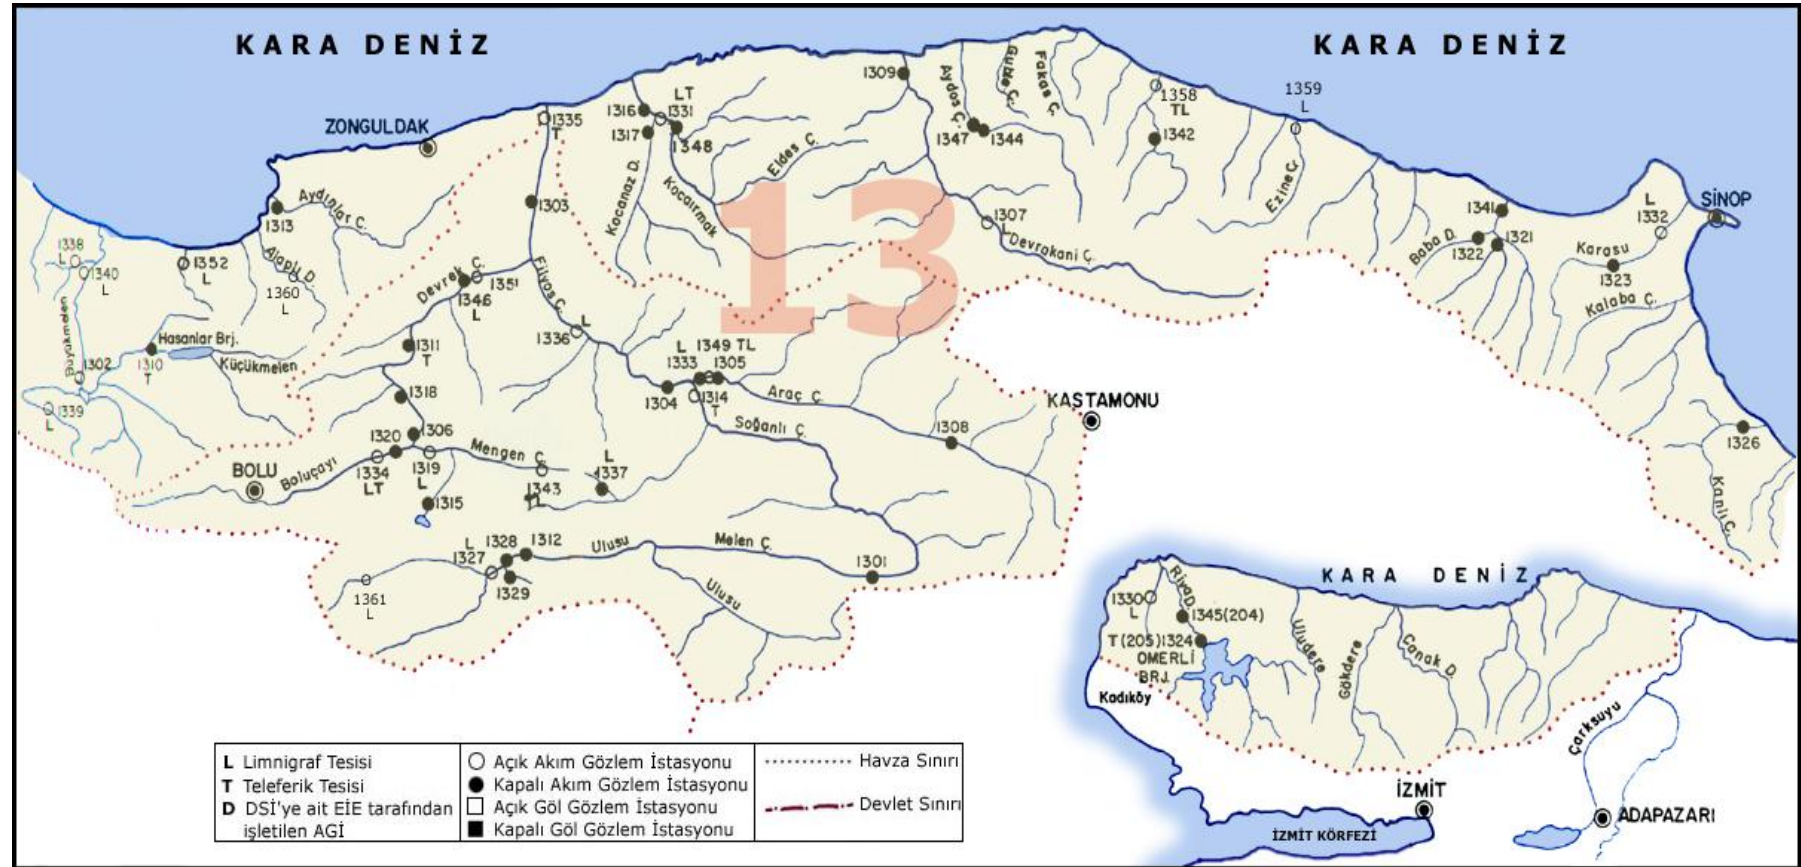 KARA DENİZ
KARA DENİZ
ZONGULDAK
SİNOP
KASTAMONU
BOLU
13
1309
Aydos Ç.
Fakas Ç.
1358
TL
1359
L
1342
1347
1344
Ezine Ç.
1335
T
1316
LT
1331
1317
1348
Kocanaz D.
Kocaırmak
Eldes Ç.
1303
1307
L
Devrakani Ç.
1341
1321
1322
Baba D.
L
1332
Karasu
1323
Kalaba Ç.
1326
Kanlı Ç.
1313
Aydınlar Ç.
Alaplı D.
1360
L
1352
L
1338
L
1340
L
Büyükmelen
1302
1339
L
1310
T
Hasanlar Brj.
Küçükmelen
Devrek Ç.
1346
L
1351
Filyos Ç.
L
1336
1311
T
1318
1306
1320
1334
LT
1319
L
Mengen Ç.
1343
TL
L
1337
Boluçayı
1315
L
1333
1349 TL
1305
1304
1314
T
Araç Ç.
Soğanlı Ç.
1308
L
1327
1328
1312
1329
Ulusu
Melen Ç.
1301
Ulusu
1361
L
KARA DENİZ
Riva D.
1330
L
1345(204)
T(205)1324
OMERLİ
BRJ.
Kadıköy
Uludere
Gökdere
Çanak D.
Çarksuyu
İZMİT
ADAPAZARI
İZMİT KÖRFEZİ
L Limnigraf Tesisi
T Teleferik Tesisi
D DSİ'ye ait EİE tarafından
işletilen AGİ
Açık Akım Gözlem İstasyonu
Kapalı Akım Gözlem İstasyonu
Açık Göl Gözlem İstasyonu
Kapalı Göl Gözlem İstasyonu
Havza Sınırı
Devlet Sınırı